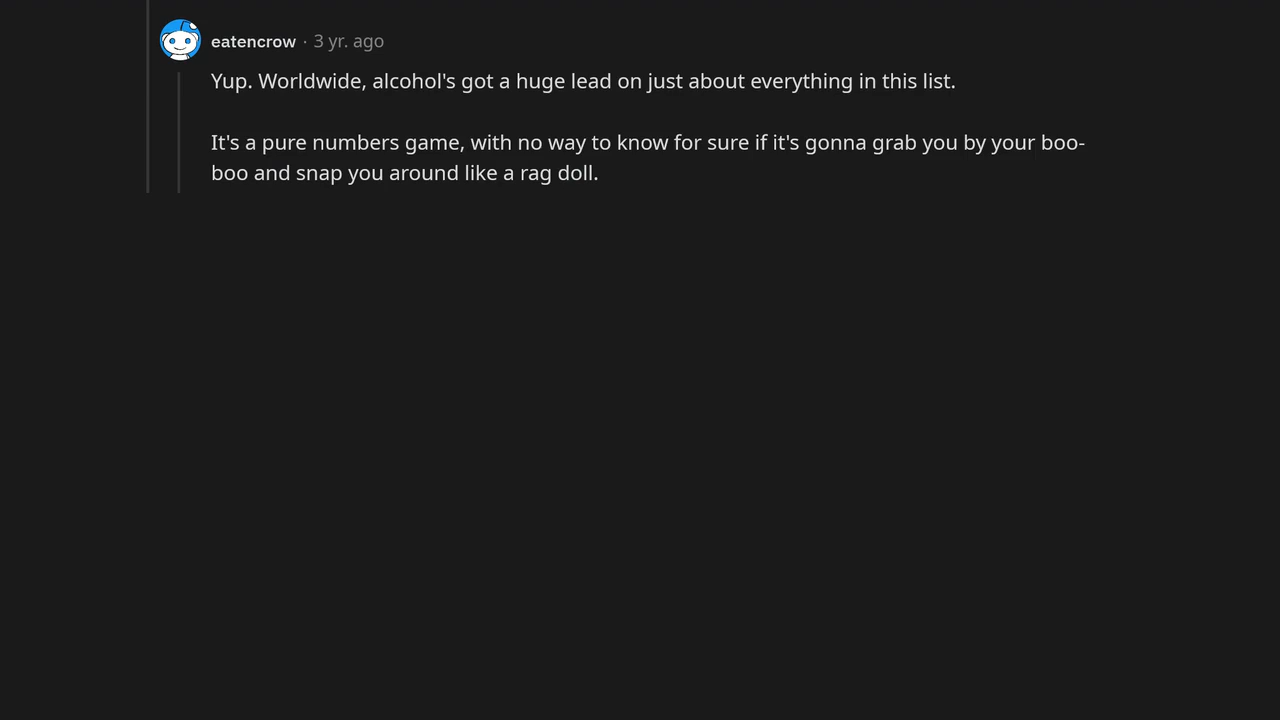 eatencrow · 3 yr. ago
Yup. Worldwide, alcohol's got a huge lead on just about everything in this list.
It's a pure numbers game, with no way to know for sure if it's gonna grab you by your boo-
boo and snap you around like a rag doll.